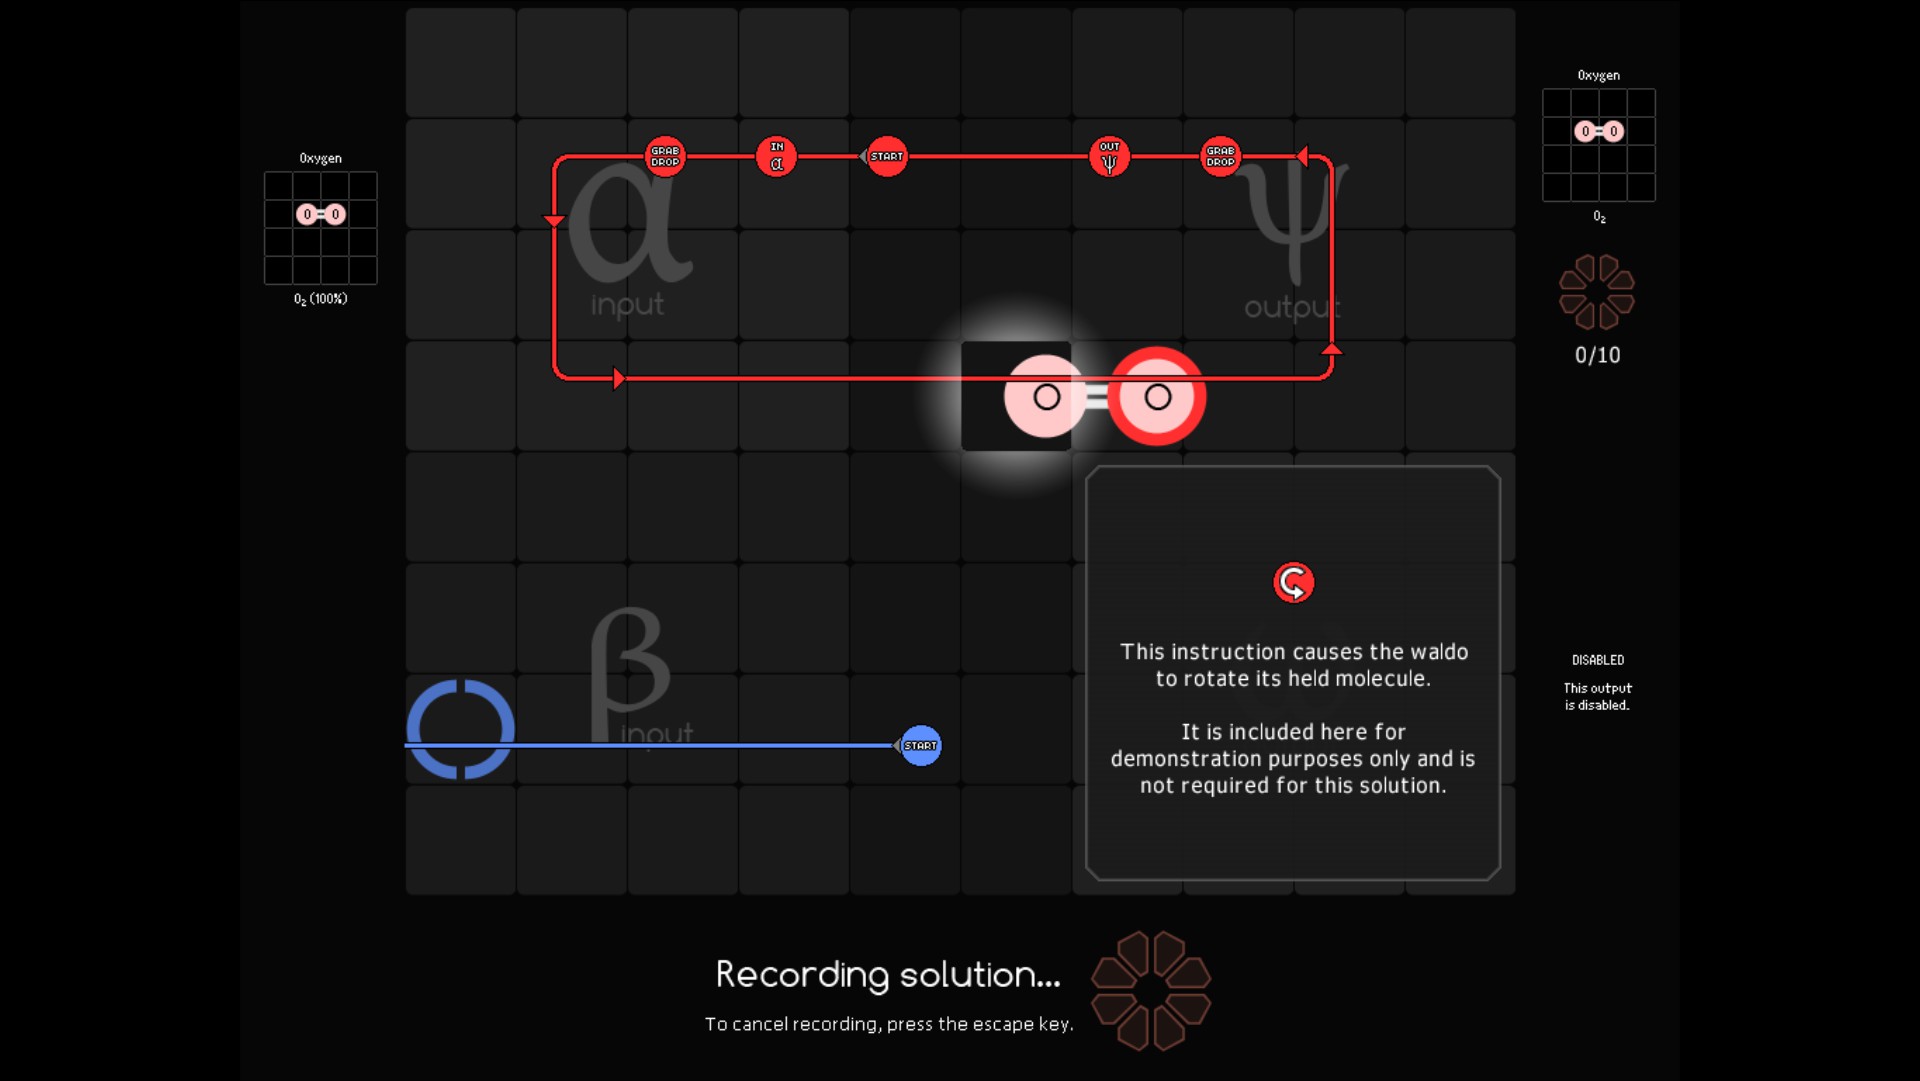 Oxygen
O=O
O₂
0/10
Oxygen
O=O
O₂ (100%)
GRAB DROP
IN α
START
OUT ψ
GRAB DROP
α
input
ψ
output
O=O
This instruction causes the waldo
to rotate its held molecule.
It is included here for
demonstration purposes only and is
not required for this solution.
β
input
START
DISABLED
This output
is disabled.
Recording solution...
To cancel recording, press the escape key.